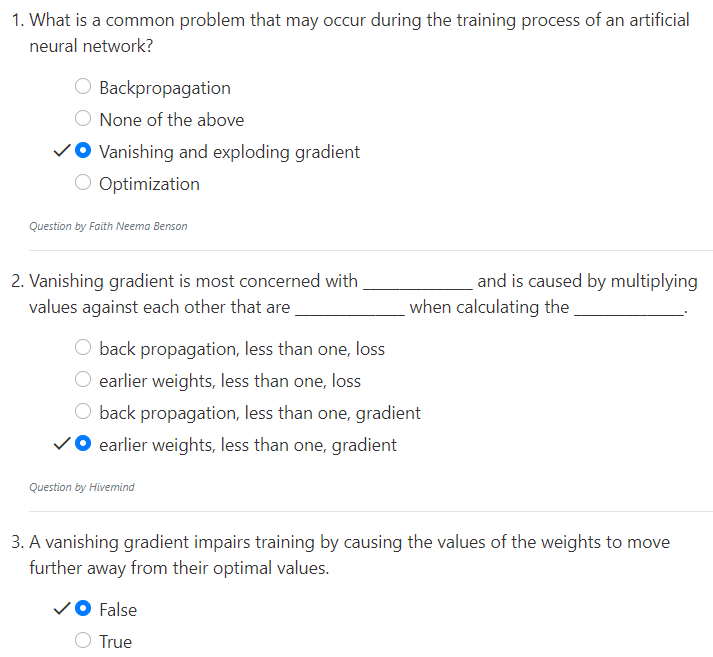 1. What is a common problem that may occur during the training process of an artificial
neural network?
Backpropagation
None of the above
Vanishing and exploding gradient
Optimization
Question by Faith Neema Benson
2. Vanishing gradient is most concerned with ____________ and is caused by multiplying
values against each other that are ____________ when calculating the ____________.
back propagation, less than one, loss
earlier weights, less than one, loss
back propagation, less than one, gradient
earlier weights, less than one, gradient
Question by Hivemind
3. A vanishing gradient impairs training by causing the values of the weights to move
further away from their optimal values.
False
True